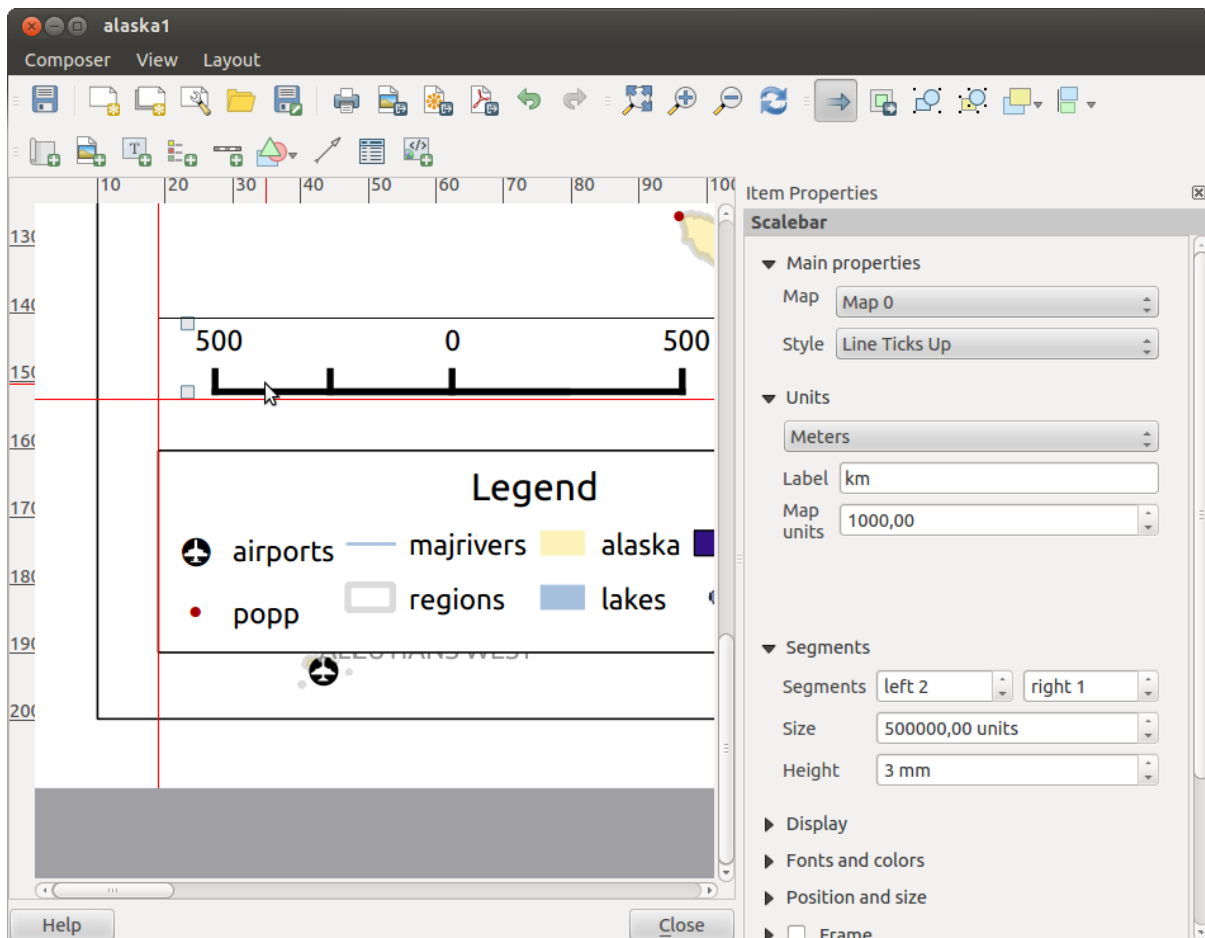 alaska1
Composer View Layout
10 20 30 40 50 60 70 80 90 100
Item Properties
Scalebar
130
140
150
160
170
180
190
200
500 0 500
Legend
airports majrivers alaska
popp regions lakes
ALEUTIANS WEST
Main properties
Map Map 0
Style Line Ticks Up
Units
Meters
Label km
Map units 1000,00
Segments
Segments left 2 right 1
Size 500000,00 units
Height 3 mm
Display
Fonts and colors
Position and size
Frame
Help Close